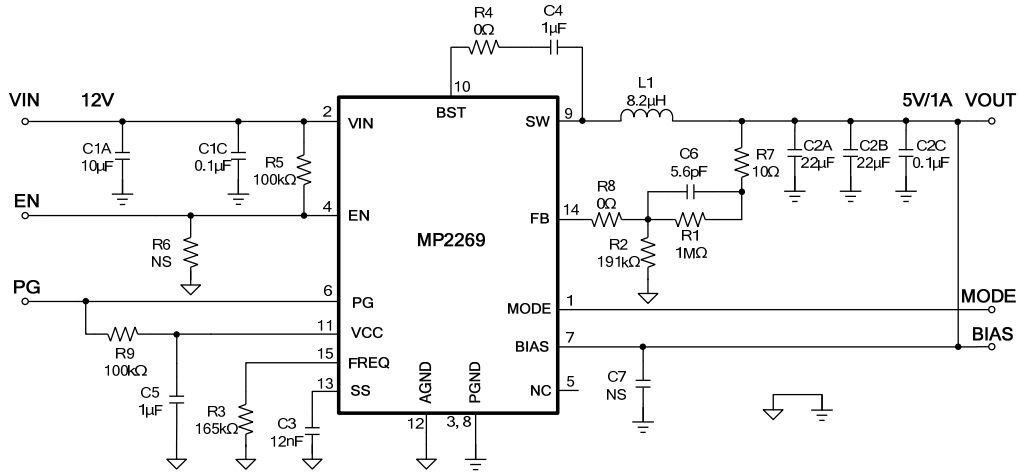 R4
0Ω
C4
1µF
10
BST
VIN
12V
2
VIN
C1A
10µF
C1C
0.1µF
R5
100kΩ
EN
4
EN
R6
NS
PG
6
PG
11
VCC
R9
100kΩ
15
FREQ
C5
1µF
13
SS
R3
165kΩ
C3
12nF
MP2269
AGND
12
PGND
3, 8
SW
9
L1
8.2µH
5V/1A
VOUT
C6
5.6pF
R7
10Ω
C2A
22µF
C2B
22µF
C2C
0.1µF
R8
0Ω
FB
14
R2
191kΩ
R1
1MΩ
MODE
1
MODE
BIAS
7
BIAS
C7
NS
NC
5